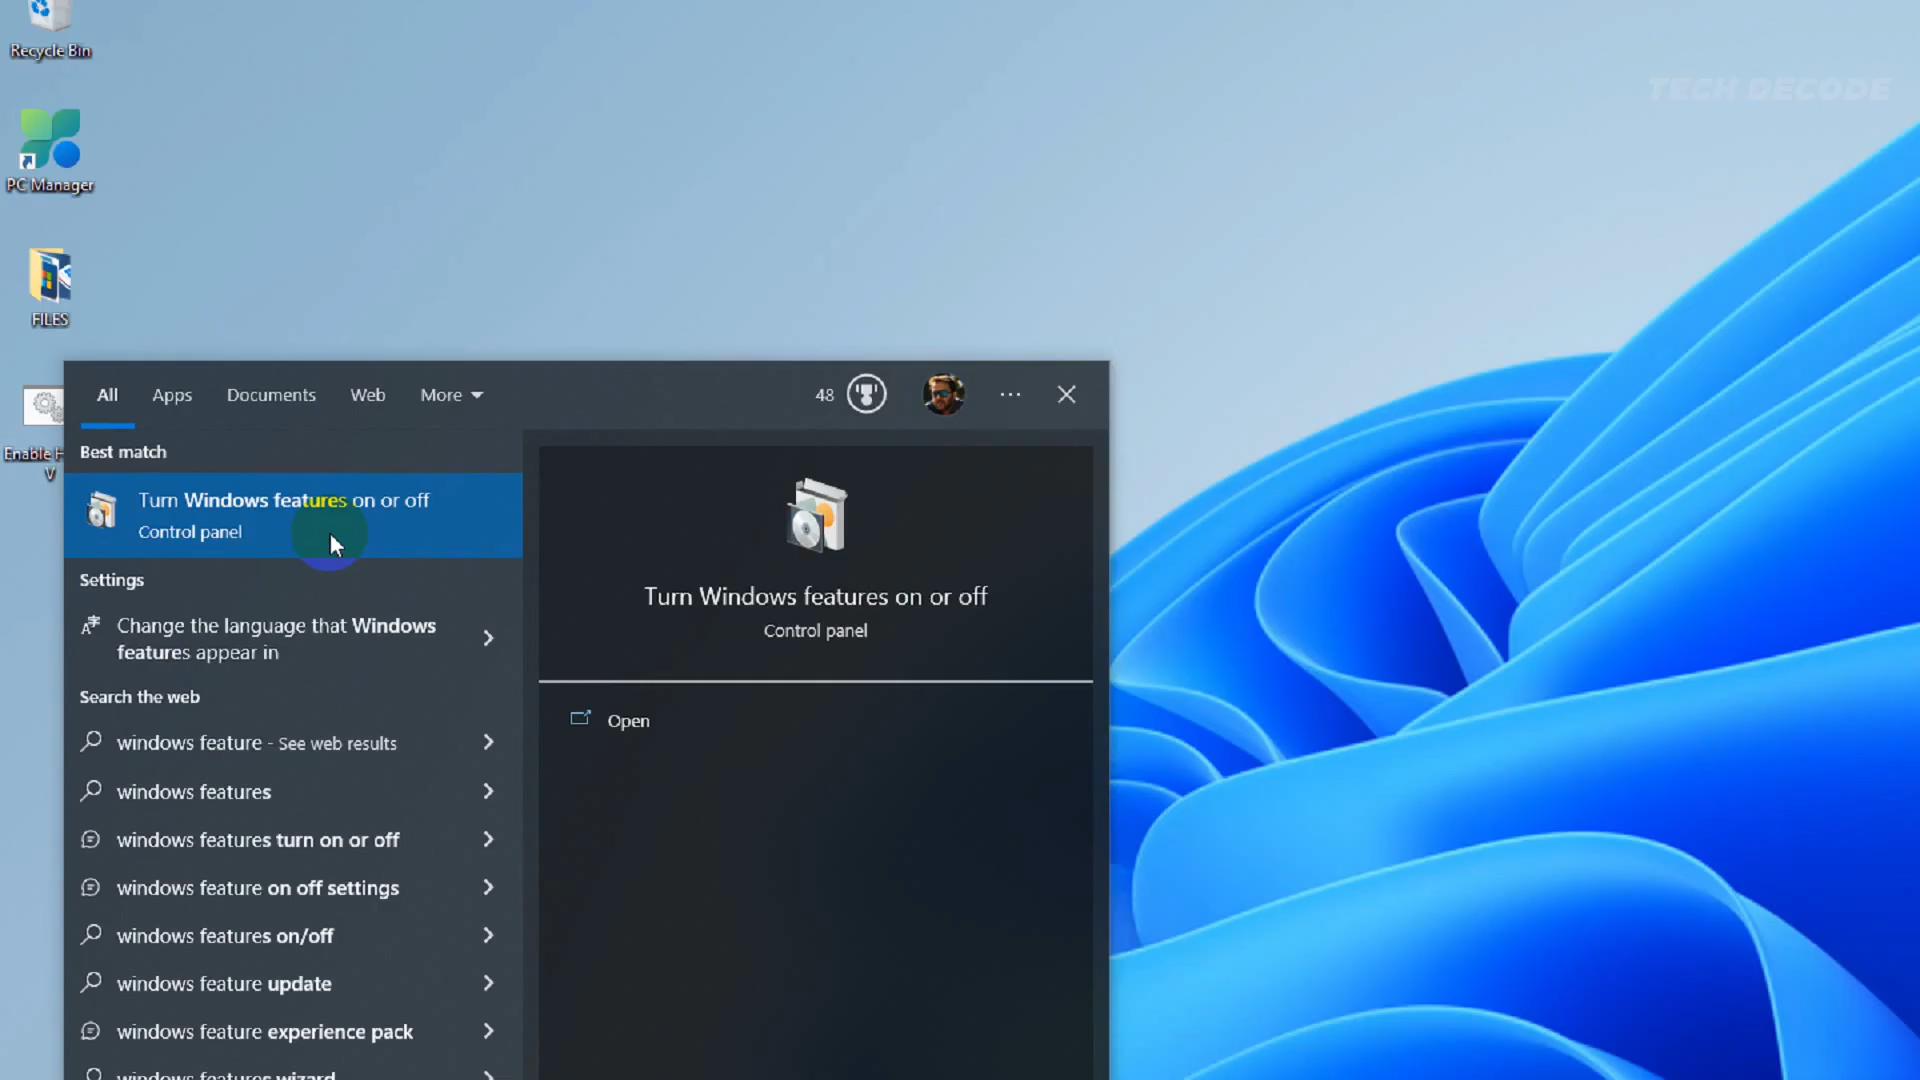 Recycle Bin
TECH DECODE
PC Manager
FILES
All
Apps
Documents
Web
More
48
Enable H
V
Best match
Turn Windows features on or off
Control panel
Settings
Change the language that Windows
features appear in
Search the web
windows feature - See web results
windows features
windows features turn on or off
windows feature on off settings
windows features on/off
windows feature update
windows feature experience pack
windows features wizard
Turn Windows features on or off
Control panel
Open